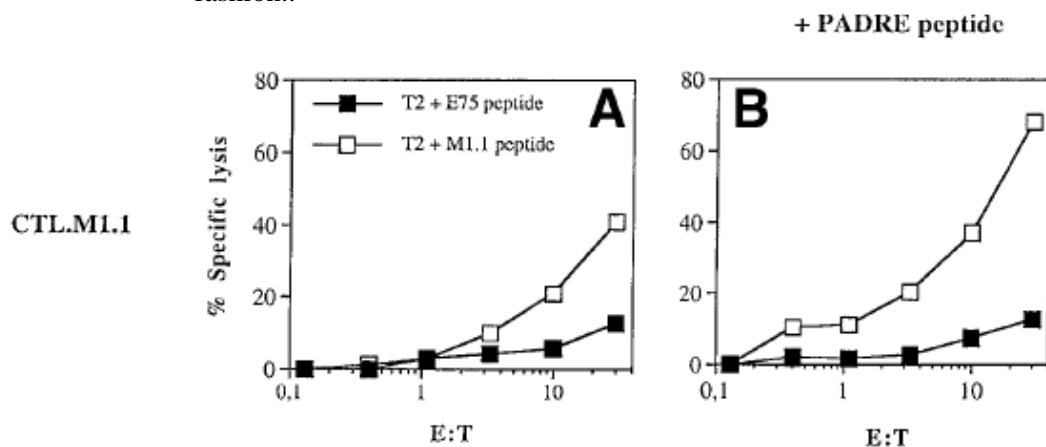 + PADRE peptide
A
B
T2 + E75 peptide
T2 + M1.1 peptide
CTL.M1.1
% Specific lysis
80
60
40
20
0
0,1
1
10
E:T
80
60
40
20
0
0,1
1
10
E:T